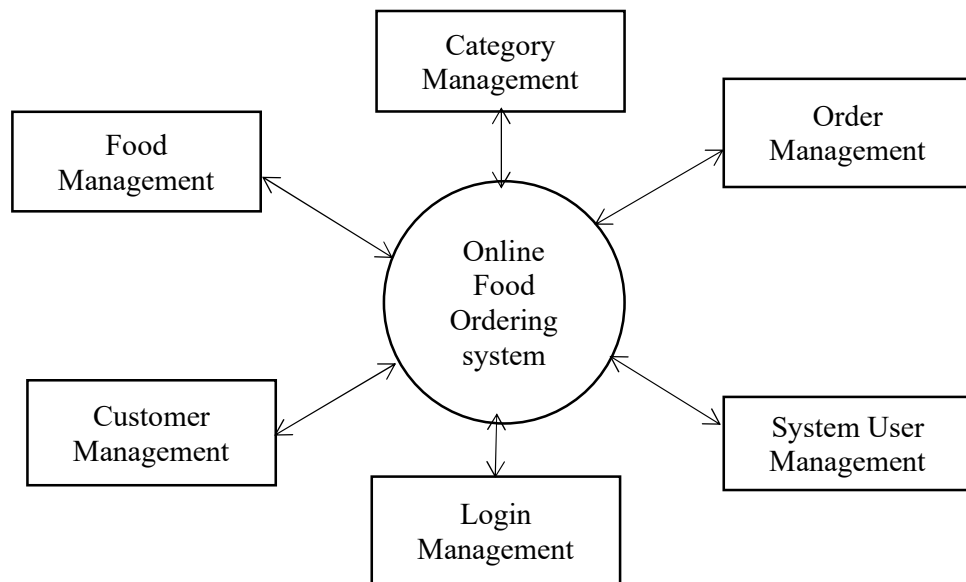 Category
Management
Order
Management
Food
Management
Online
Food
Ordering
system
Customer
Management
System User
Management
Login
Management